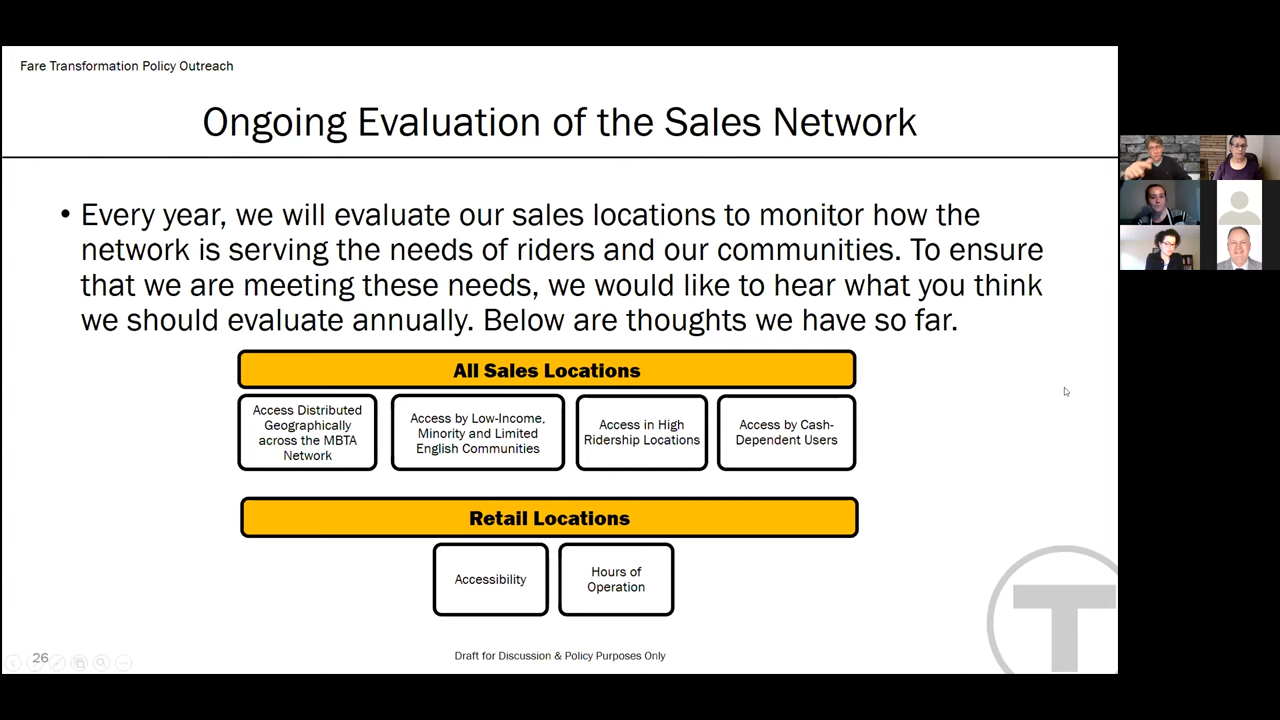 Fare Transformation Policy Outreach
Ongoing Evaluation of the Sales Network
• Every year, we will evaluate our sales locations to monitor how the
network is serving the needs of riders and our communities. To ensure
that we are meeting these needs, we would like to hear what you think
we should evaluate annually. Below are thoughts we have so far.
All Sales Locations
Access Distributed
Geographically
across the MBTA
Network
Access by Low-Income,
Minority and Limited
English Communities
Access in High
Ridership Locations
Access by Cash-
Dependent Users
Retail Locations
Accessibility
Hours of
Operation
T
26
Draft for Discussion & Policy Purposes Only